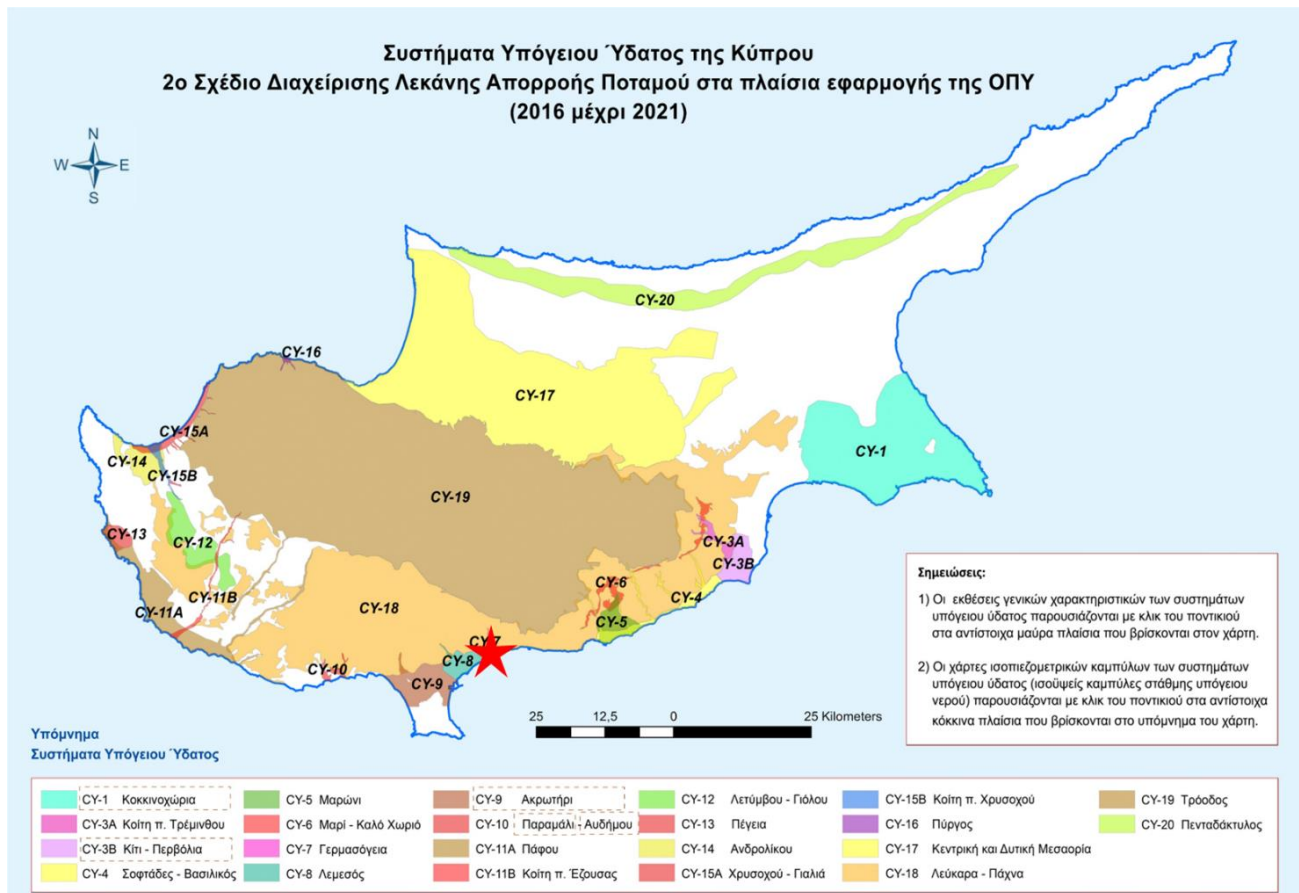 Συστήματα Υπόγειου Ύδατος της Κύπρου
2ο Σχέδιο Διαχείρισης Λεκάνης Απορροής Ποταμού στα πλαίσια εφαρμογής της ΟΠΥ
(2016 μέχρι 2021)
N
W E
S
CY-20
CY-16
CY-17
CY-15A
CY-14
CY-15B
CY-1
CY-19
CY-13
CY-12
CY-3A
CY-3B
CY-6
CY-11B
CY-4
CY-11A
CY-18
CY-5
CY-7
CY-8
CY-10
CY-9
25 12,5 0 25 Kilometers
Σημειώσεις:
1) Οι εκθέσεις γενικών χαρακτηριστικών των συστημάτων
υπόγειου ύδατος παρουσιάζονται με κλικ του ποντικιού
στα αντίστοιχα μαύρα πλαίσια που βρίσκονται στον χάρτη.
2) Οι χάρτες ισοπιεζομετρικών καμπύλων των συστημάτων
υπόγειου ύδατος (ισοϋψείς καμπύλες στάθμης υπόγειου
νερού) παρουσιάζονται με κλικ του ποντικιού στα αντίστοιχα
κόκκινα πλαίσια που βρίσκονται στο υπόμνημα του χάρτη.
Υπόμνημα
Συστήματα Υπόγειου Ύδατος
CY-1 Κοκκινοχώρια
CY-3A Κοίτη π. Τρέμινθου
CY-3B Κίτι - Περβόλια
CY-4 Σοφτάδες - Βασιλικός
CY-5 Μαρώνι
CY-6 Μαρί - Καλό Χωριό
CY-7 Γερμασόγεια
CY-8 Λεμεσός
CY-9 Ακρωτήρι
CY-10 Παραμάλι - Αυδήμου
CY-11A Πάφου
CY-11B Κοίτη π. Έζουσας
CY-12 Λετύμβου - Γιόλου
CY-13 Πέγεια
CY-14 Ανδρολίκου
CY-15A Χρυσοχού - Γιαλιά
CY-15B Κοίτη π. Χρυσοχού
CY-16 Πύργος
CY-17 Κεντρική και Δυτική Μεσαορία
CY-18 Λεύκαρα - Πάχνα
CY-19 Τρόοδος
CY-20 Πενταδάκτυλος